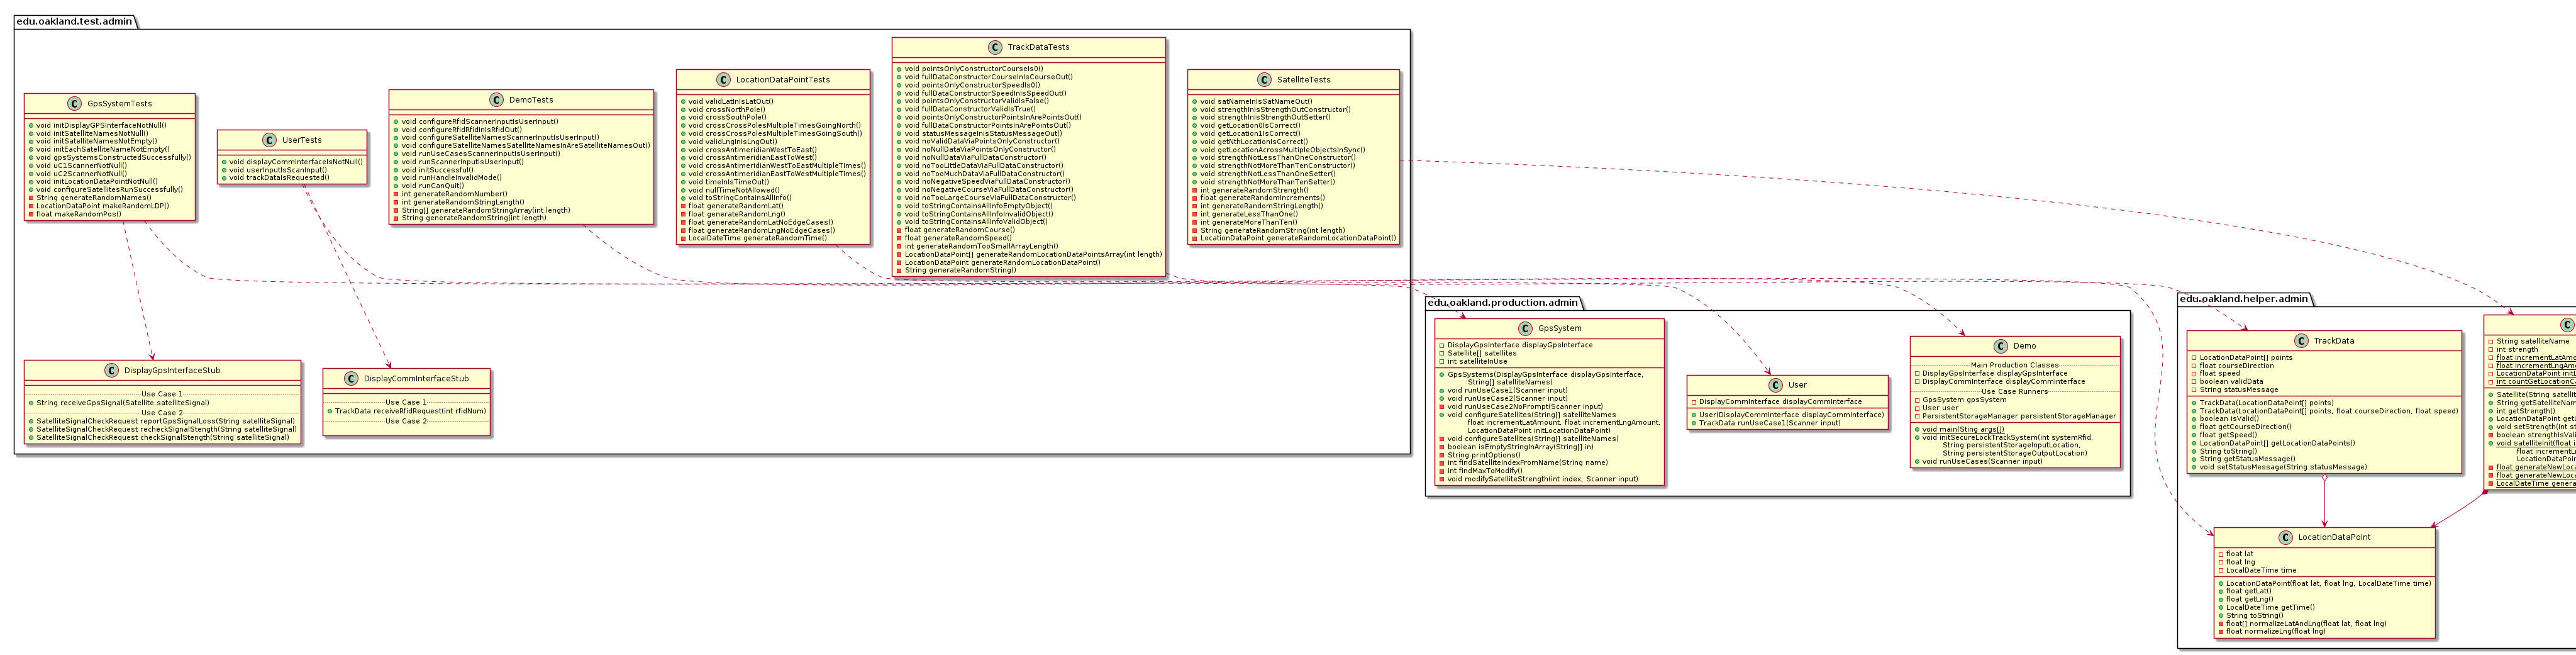 edu.oakland.test.admin
C GpsSystemTests
void initDisplayGPSInterfaceNotNull()
void initSatelliteNamesNotNull()
void initSatelliteNamesNotEmpty()
void initEachSatelliteNameNotEmpty()
void gpsSystemsConstructedSuccessfully()
void uC1ScannerNotNull()
void uC2ScannerNotNull()
void initLocationDataPointNotNull()
void configureSatellitesRunSuccessfully()
String generateRandomNames()
LocationDataPoint makeRandomLDP()
float makeRandomPos()
C UserTests
void displayCommInterfaceIsNotNull()
void userInputIsScanInput()
void trackDataIsRequested()
C DemoTests
void configureRfidScannerInputIsUserInput()
void configureRfidRfidInIsRfidOut()
void configureSatelliteNamesScannerInputIsUserInput()
void configureSatelliteNamesSatelliteNamesInAreSatelliteNamesOut()
void runUseCasesScannerInputIsUserInput()
void runScannerInputIsUserInput()
void initSuccessful()
void runHandleInvalidMode()
void runCanQuit()
int generateRandomNumber()
int generateRandomStringLength()
String[] generateRandomStringArray(int length)
String generateRandomString(int length)
C LocationDataPointTests
void validLatInIsLatOut()
void crossNorthPole()
void crossSouthPole()
void crossCrossPolesMultipleTimesGoingNorth()
void crossCrossPolesMultipleTimesGoingSouth()
void validLngInIsLngOut()
void crossAntimeridianWestToEast()
void crossAntimeridianEastToWest()
void crossAntimeridianWestToEastMultipleTimes()
void crossAntimeridianEastToWestMultipleTimes()
void timeInIsTimeOut()
void nullTimeNotAllowed()
void toStringContainsAllInfo()
float generateRandomLat()
float generateRandomLng()
float generateRandomLatNoEdgeCases()
float generateRandomLngNoEdgeCases()
LocalDateTime generateRandomTime()
C TrackDataTests
void pointsOnlyConstructorCourseIs0()
void fullDataConstructorCourseInIsCourseOut()
void pointsOnlyConstructorSpeedIs0()
void fullDataConstructorSpeedInIsSpeedOut()
void pointsOnlyConstructorValidIsFalse()
void fullDataConstructorValidIsTrue()
void pointsOnlyConstructorPointsInArePointsOut()
void fullDataConstructorPointsInArePointsOut()
void statusMessageInIsStatusMessageOut()
void noValidDataViaPointsOnlyConstructor()
void noNullDataViaPointsOnlyConstructor()
void noNullDataViaFullDataConstructor()
void noTooLittleDataViaFullDataConstructor()
void noTooMuchDataViaFullDataConstructor()
void noNegativeSpeedViaFullDataConstructor()
void noNegativeCourseViaFullDataConstructor()
void noTooLargeCourseViaFullDataConstructor()
void toStringContainsAllInfoEmptyObject()
void toStringContainsAllInfoInvalidObject()
void toStringContainsAllInfoValidObject()
float generateRandomCourse()
float generateRandomSpeed()
int generateRandomTooSmallArrayLength()
LocationDataPoint[] generateRandomLocationDataPointsArray(int length)
LocationDataPoint generateRandomLocationDataPoint()
String generateRandomString()
C SatelliteTests
void satNameInIsSatNameOut()
void strengthInIsStrengthOutConstructor()
void strengthInIsStrengthOutSetter()
void getLocation0IsCorrect()
void getLocation1IsCorrect()
void getNthLocationIsCorrect()
void getLocationAcrossMultipleObjectsInSync()
void strengthNotLessThanOneConstructor()
void strengthNotMoreThanTenConstructor()
void strengthNotLessThanOneSetter()
void strengthNotMoreThanTenSetter()
int generateRandomStrength()
float generateRandomIncrements()
int generateRandomStringLength()
int generateLessThanOne()
int generateMoreThanTen()
String generateRandomString(int length)
LocationDataPoint generateRandomLocationDataPoint()
C DisplayGpsInterfaceStub
Use Case 1
String receiveGpsSignal(Satellite satelliteSignal)
Use Case 2
SatelliteSignalCheckRequest reportGpsSignalLoss(String satelliteSignal)
SatelliteSignalCheckRequest recheckSignalStength(String satelliteSignal)
SatelliteSignalCheckRequest checkSignalStength(String satelliteSignal)
C DisplayCommInterfaceStub
Use Case 1
TrackData receiveRfidRequest(int rfidNum)
Use Case 2
edu.oakland.production.admin
C GpsSystem
DisplayGpsInterface displayGpsInterface
Satellite[] satellites
int satelliteInUse
GpsSystems(DisplayGpsInterface displayGpsInterface,
String[] satelliteNames)
void runUseCase1(Scanner input)
void runUseCase2(Scanner input)
void runUseCase2NoPrompt(Scanner input)
void configureSatellites(String[] satelliteNames
float incrementLatAmount, float incrementLngAmount,
LocationDataPoint initLocationDataPoint)
void configureSatellites(String[] satelliteNames)
boolean isEmptyStringInArray(String[] in)
String printOptions()
int findSatelliteIndexFromName(String name)
int findMaxToModify()
void modifySatelliteStrength(int index, Scanner input)
C User
DisplayCommInterface displayCommInterface
User(DisplayCommInterface displayCommInterface)
TrackData runUseCase1(Scanner input)
C Demo
Main Production Classes
DisplayGpsInterface displayGpsInterface
DisplayCommInterface displayCommInterface
Use Case Runners
GpsSystem gpsSystem
User user
PersistentStorageManager persistentStorageManager
void main(Sting args[])
void initSecureLockTrackSystem(int systemRfid,
String persistentStorageInputLocation,
String persistentStorageOutputLocation)
void runUseCases(Scanner input)
edu.oakland.helper.admin
C TrackData
LocationDataPoint[] points
float courseDirection
float speed
boolean validData
String statusMessage
TrackData(LocationDataPoint[] points)
TrackData(LocationDataPoint[] points, float courseDirection, float speed)
boolean isValid()
float getCourseDirection()
float getSpeed()
LocationDataPoint[] getLocationDataPoints()
String toString()
String getStatusMessage()
void setStatusMessage(String statusMessage)
String satelliteName
int strength
float incrementLatAmo
float incrementLngAm
LocationDataPoint initL
int countGetLocationC
Satellite(String satellit
String getSatelliteNam
int getStrength()
LocationDataPoint getL
void setStrength(int st
boolean strengthIsVali
void satelliteInit(float i
float incrementLn
LocationDataPoin
float generateNewLoca
float generateNewLoca
LocalDateTime genera
C LocationDataPoint
float lat
float lng
LocalDateTime time
LocationDataPoint(float lat, float lng, LocalDateTime time)
float getLat()
float getLng()
LocalDateTime getTime()
String toString()
float[] normalizeLatAndLng(float lat, float lng)
float normalizeLng(float lng)